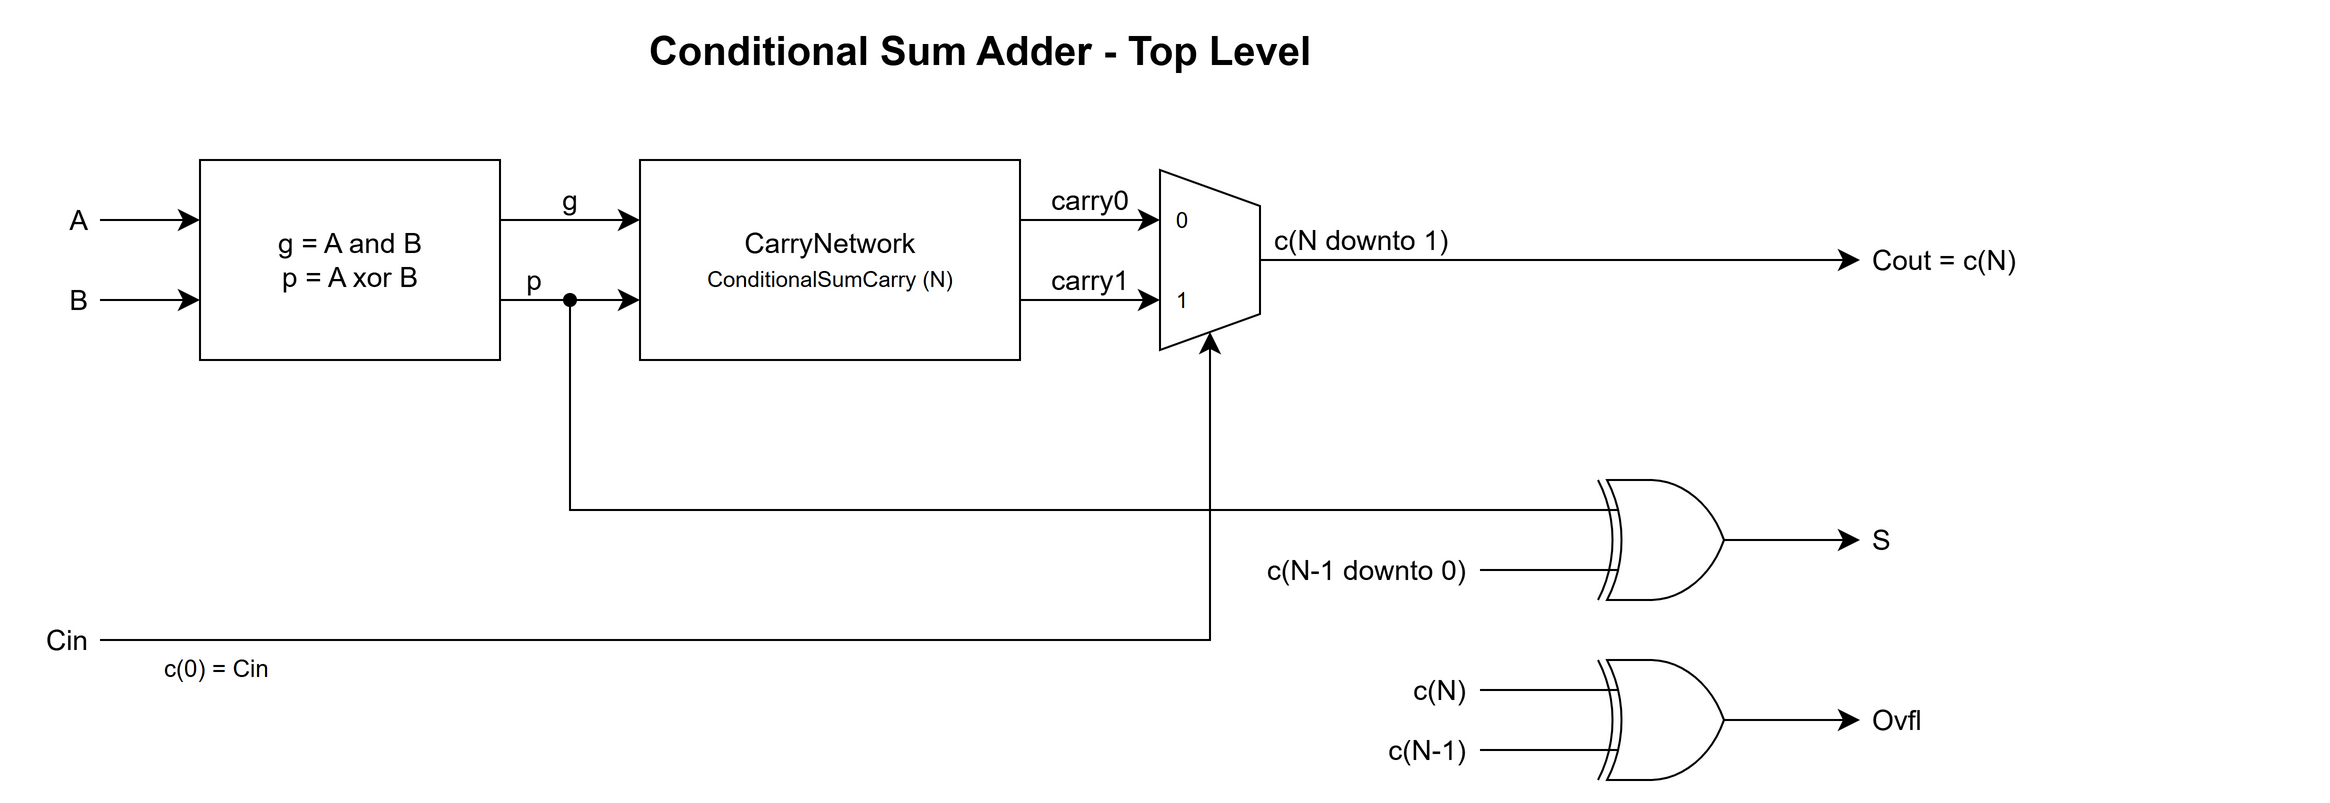 Conditional Sum Adder - Top Level
A
B
g = A and B
p = A xor B
g
p
CarryNetwork
ConditionalSumCarry (N)
carry0
carry1
0
1
c(N downto 1)
Cout = c(N)
c(N-1 downto 0)
S
Cin
c(0) = Cin
c(N)
c(N-1)
Ovfl